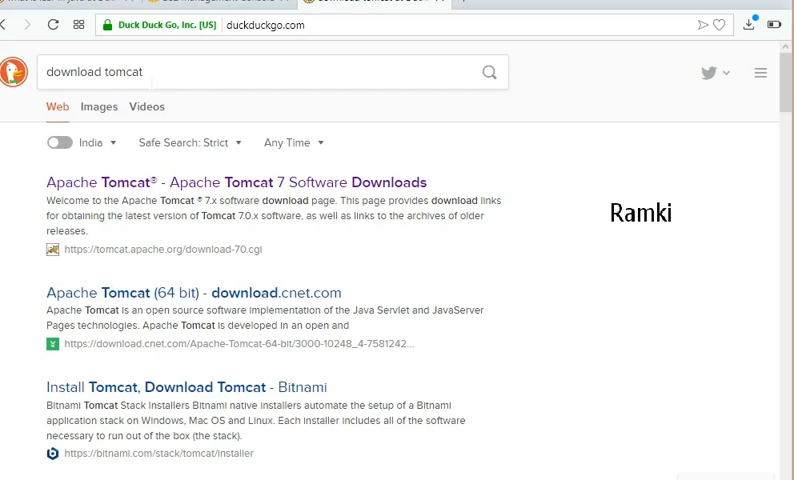 Duck Duck Go, Inc. [US] duckduckgo.com
download tomcat
Web Images Videos
India Safe Search: Strict Any Time
Apache Tomcat® - Apache Tomcat 7 Software Downloads
Welcome to the Apache Tomcat ® 7.x software download page. This page provides download links
for obtaining the latest version of Tomcat 7.0.x software, as well as links to the archives of older
releases.
https://tomcat.apache.org/download-70.cgi
Ramki
Apache Tomcat (64 bit) - download.cnet.com
Apache Tomcat is an open source software implementation of the Java Servlet and JavaServer
Pages technologies. Apache Tomcat is developed in an open and
https://download.cnet.com/Apache-Tomcat-64-bit/3000-10248_4-7581242...
Install Tomcat, Download Tomcat - Bitnami
Bitnami Tomcat Stack Installers Bitnami native installers automate the setup of a Bitnami
application stack on Windows, Mac OS and Linux. Each installer includes all of the software
necessary to run out of the box (the stack).
https://bitnami.com/stack/tomcat/installer